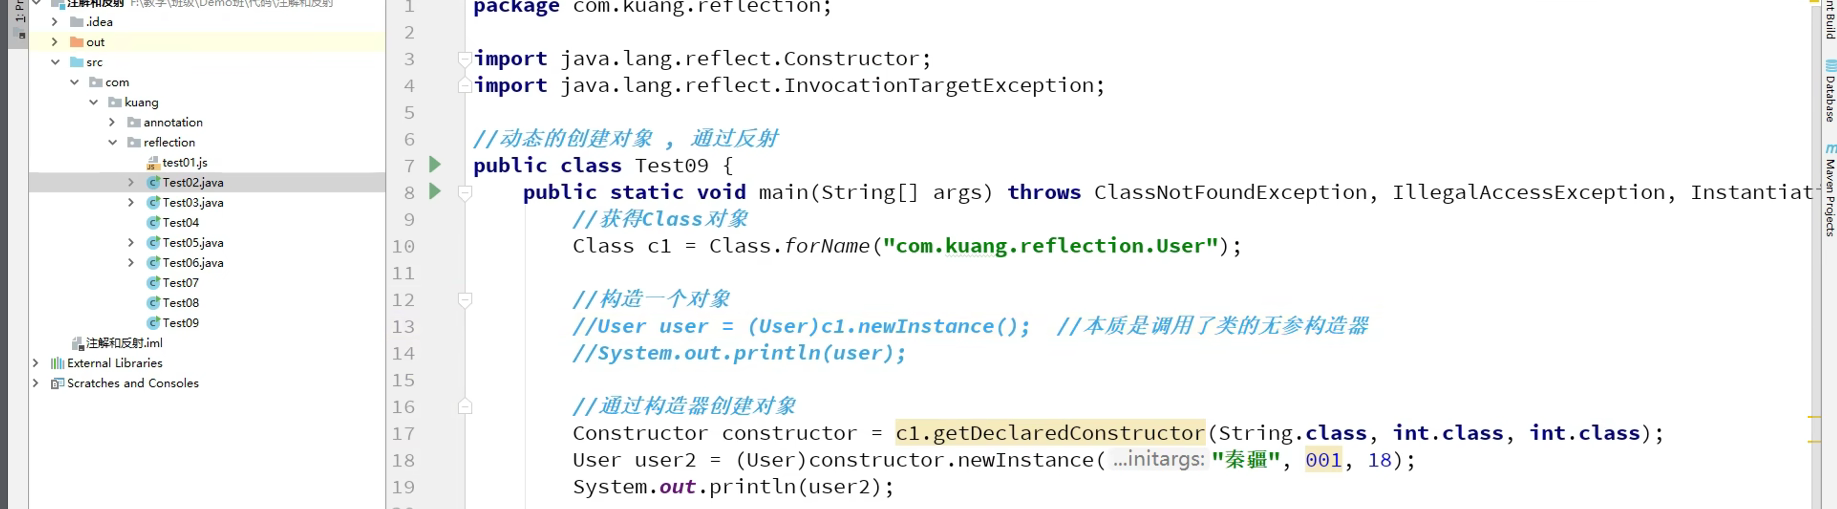 注解和反射 F:\教学\班级\Demo班\代码\注解和反射
.idea
out
src
com
kuang
annotation
reflection
test01.js
Test02.java
Test03.java
Test04
Test05.java
Test06.java
Test07
Test08
Test09
注解和反射.iml
External Libraries
Scratches and Consoles
1 package com.kuang.reflection;
2
3 import java.lang.reflect.Constructor;
4 import java.lang.reflect.InvocationTargetException;
5
6 //动态的创建对象 , 通过反射
7 public class Test09 {
8 public static void main(String[] args) throws ClassNotFoundException, IllegalAccessException, Instantiat
9 //获得Class对象
10 Class c1 = Class.forName("com.kuang.reflection.User");
11
12 //构造一个对象
13 //User user = (User)c1.newInstance(); //本质是调用了类的无参构造器
14 //System.out.println(user);
15
16 //通过构造器创建对象
17 Constructor constructor = c1.getDeclaredConstructor(String.class, int.class, int.class);
18 User user2 = (User)constructor.newInstance( ...initargs: "秦疆", 001, 18);
19 System.out.println(user2);
nt Build
Database
Maven Projects